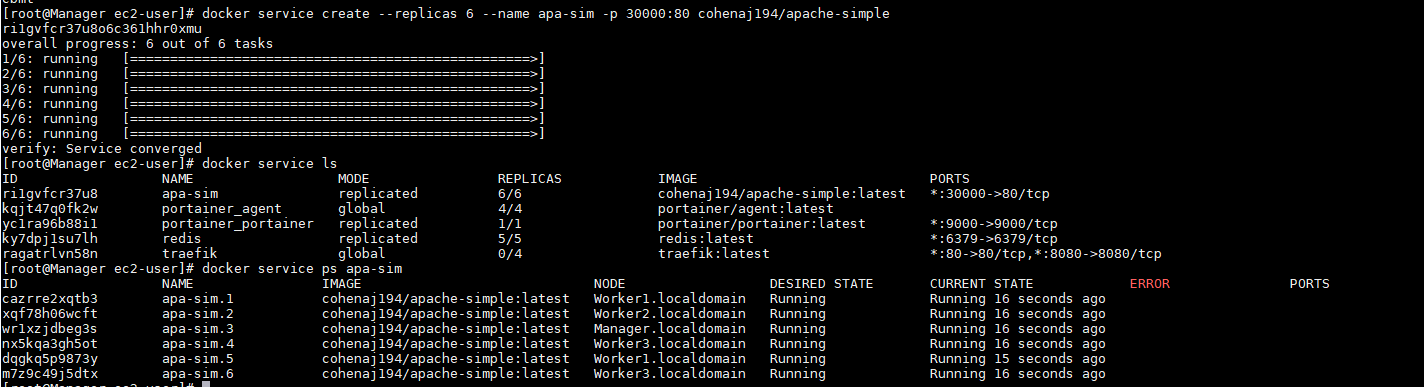 [root@Manager ec2-user]# docker service create --replicas 6 --name apa-sim -p 30000:80 cohenaj194/apache-simple
ri1gvfcr37u8o6c361hhr0xmu
overall progress: 6 out of 6 tasks
1/6: running   [==================================================>]
2/6: running   [==================================================>]
3/6: running   [==================================================>]
4/6: running   [==================================================>]
5/6: running   [==================================================>]
6/6: running   [==================================================>]
verify: Service converged
[root@Manager ec2-user]# docker service ls
ID                  NAME                  MODE                REPLICAS            IMAGE                              PORTS
ri1gvfcr37u8        apa-sim               replicated          6/6                 cohenaj194/apache-simple:latest   *:30000->80/tcp
kqjt47q0fk2w        portainer_agent       global              4/4                 portainer/agent:latest
yc1ra96b88i1        portainer_portainer   replicated          1/1                 portainer/portainer:latest        *:9000->9000/tcp
ky7dpj1su7lh        redis                 replicated          5/5                 redis:latest                      *:6379->6379/tcp
ragatrlvn58n        traefik               global              0/4                 traefik:latest                    *:80->80/tcp,*:8080->8080/tcp
[root@Manager ec2-user]# docker service ps apa-sim
ID                  NAME                IMAGE                             NODE                  DESIRED STATE       CURRENT STATE            ERROR               PORTS
cazrre2xqtb3        apa-sim.1           cohenaj194/apache-simple:latest   Worker1.localdomain   Running             Running 16 seconds ago
xqf78h06wcft        apa-sim.2           cohenaj194/apache-simple:latest   Worker2.localdomain   Running             Running 16 seconds ago
wr1xzjdbeg3s        apa-sim.3           cohenaj194/apache-simple:latest   Manager.localdomain   Running             Running 16 seconds ago
nx5kqa3gh5ot        apa-sim.4           cohenaj194/apache-simple:latest   Worker3.localdomain   Running             Running 16 seconds ago
dqgkq5p9873y        apa-sim.5           cohenaj194/apache-simple:latest   Worker1.localdomain   Running             Running 15 seconds ago
m7z9c49j5dtx        apa-sim.6           cohenaj194/apache-simple:latest   Worker3.localdomain   Running             Running 16 seconds ago
[root@Manager ec2-user]#